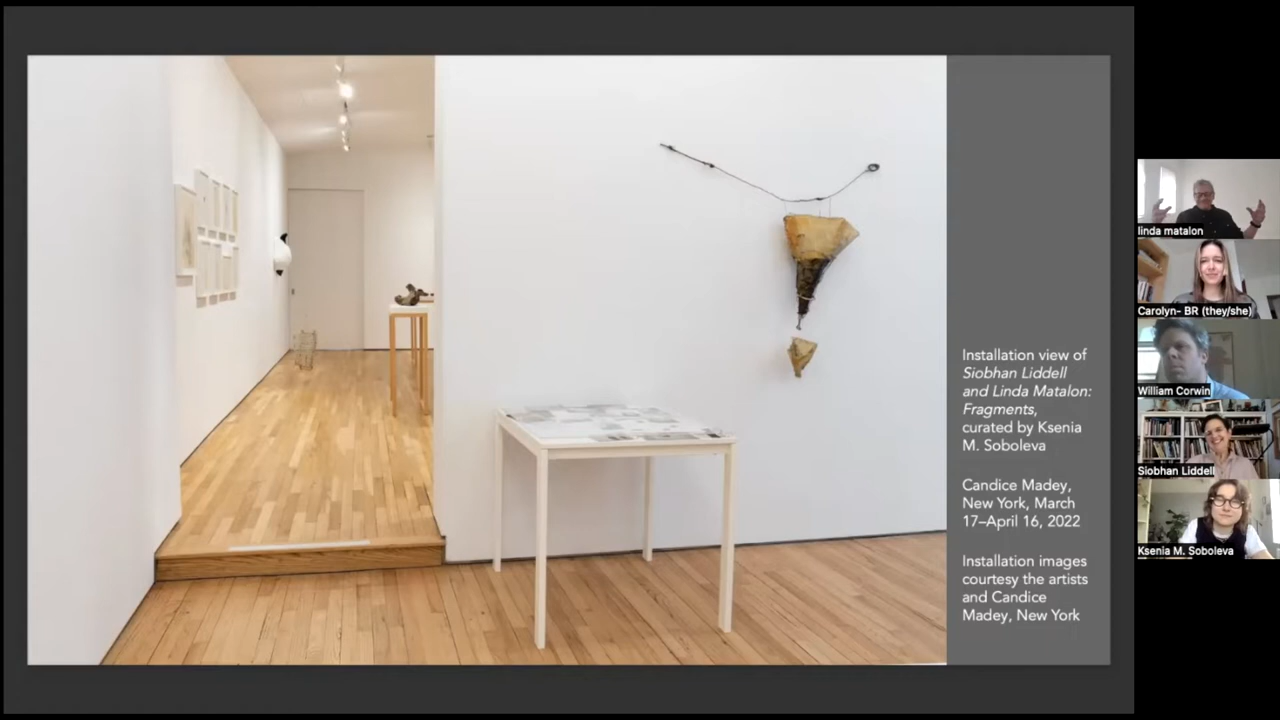 Installation view of
Siobhan Liddell
and Linda Matalon:
Fragments,
curated by Ksenia
M. Soboleva
Candice Madey,
New York, March
17–April 16, 2022
Installation images
courtesy the artists
and Candice
Madey, New York
linda matalon
Carolyn- BR (they/she)
William Corwin
Siobhan Liddell
Ksenia M. Soboleva